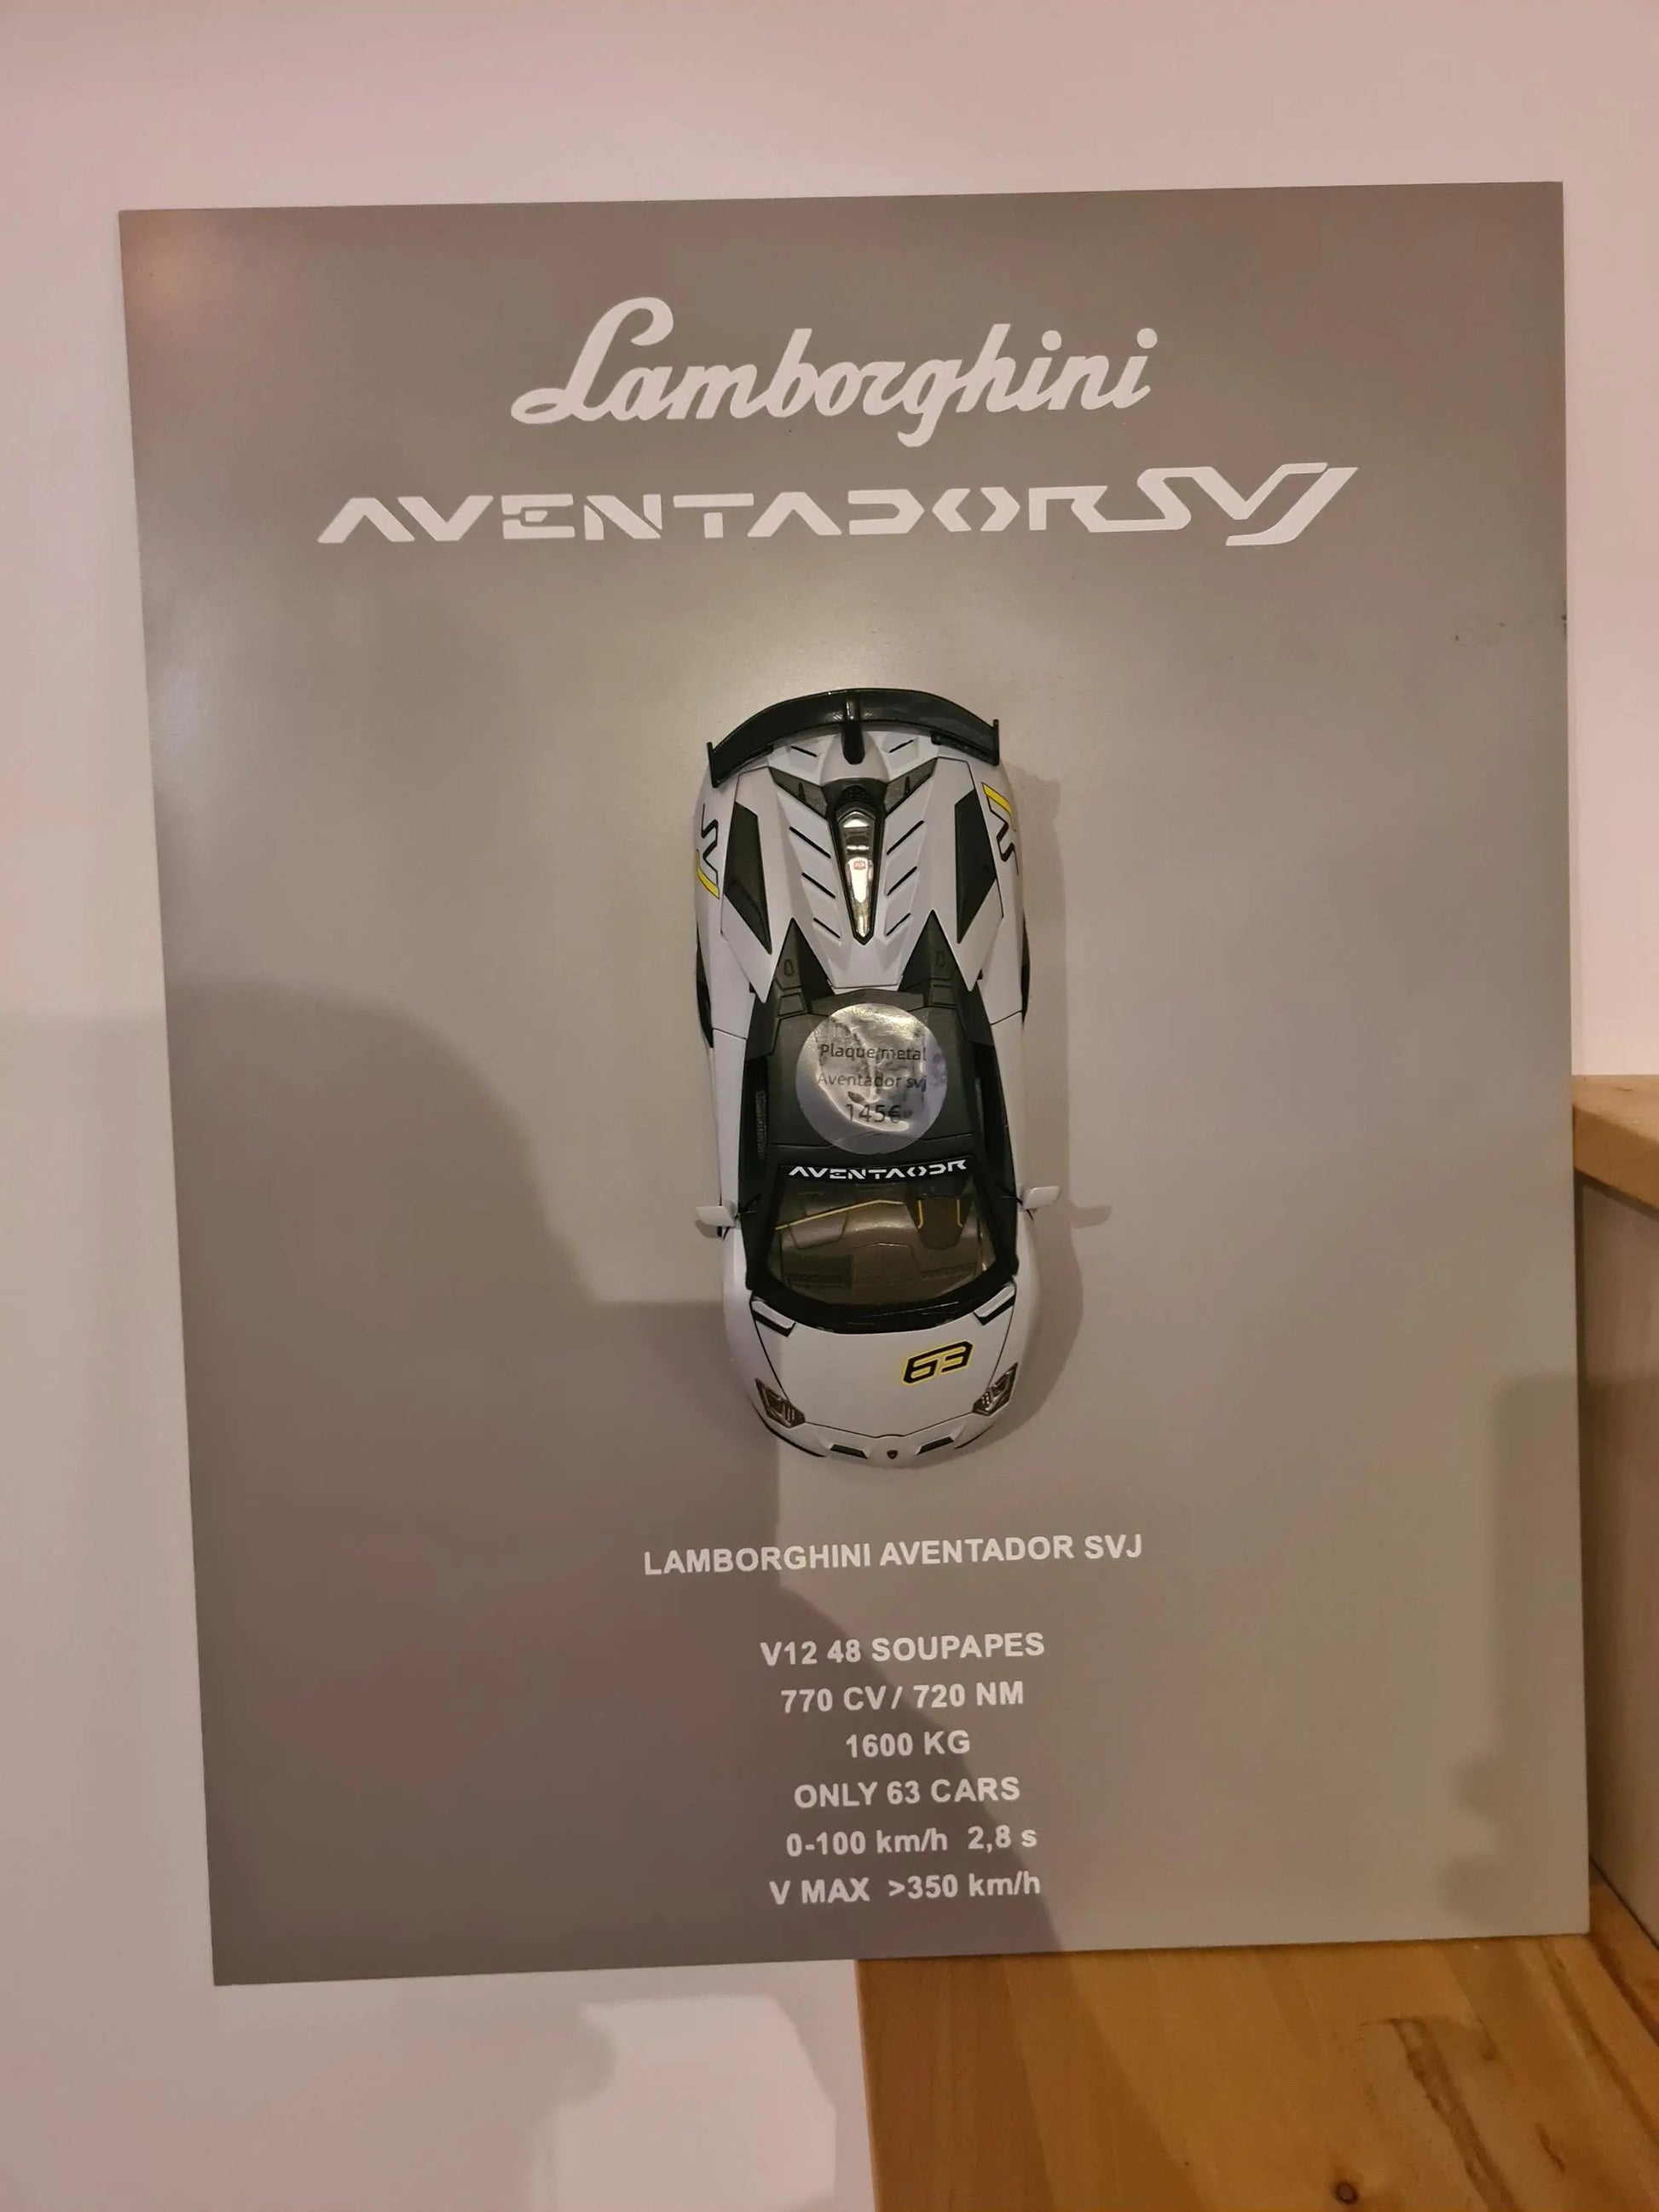 Lamborghini
AVENTADOR SVJ
Plaque metal
Aventador svj
145€
AVENTADOR
63
LAMBORGHINI AVENTADOR SVJ
V12 48 SOUPAPES
770 CV/ 720 NM
1600 KG
ONLY 63 CARS
0-100 km/h 2,8 s
V MAX >350 km/h